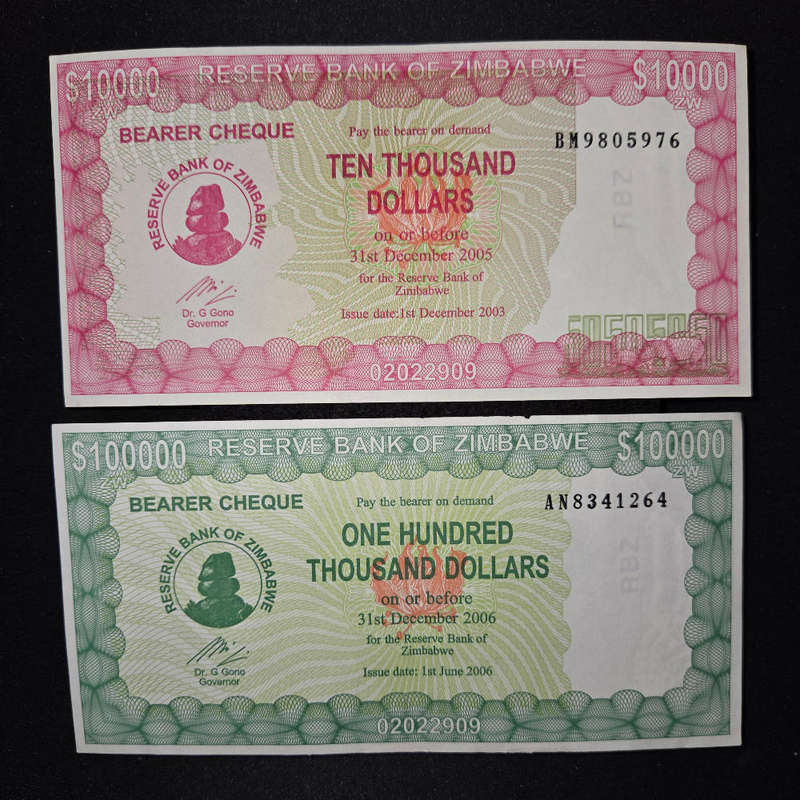 $10000 RESERVE BANK OF ZIMBABWE $10000
ZW ZW
BEARER CHEQUE
Pay the bearer on demand
BM9805976
TEN THOUSAND
DOLLARS
RESERVE BANK OF ZIMBABWE
on or before
31st December 2005
for the Reserve Bank of
Zimbabwe
Dr. G Gono
Governor
Issue date:1st December 2003
RBZ
02022909
$100000 RESERVE BANK OF ZIMBABWE $100000
ZW ZW
BEARER CHEQUE
Pay the bearer on demand
AN8341264
ONE HUNDRED
THOUSAND DOLLARS
RESERVE BANK OF ZIMBABWE
on or before
31st December 2006
for the Reserve Bank of
Zimbabwe
Dr. G Gono
Governor
Issue date: 1st June 2006
RBZ
02022909